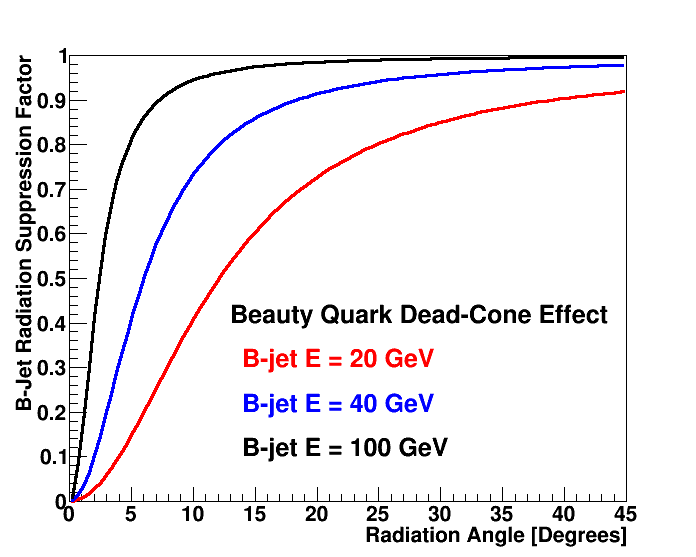 B-Jet Radiation Suppression Factor
1
0.9
0.8
0.7
0.6
0.5
0.4
0.3
0.2
0.1
0
Beauty Quark Dead-Cone Effect
B-jet E = 20 GeV
B-jet E = 40 GeV
B-jet E = 100 GeV
0 5 10 15 20 25 30 35 40 45
Radiation Angle [Degrees]